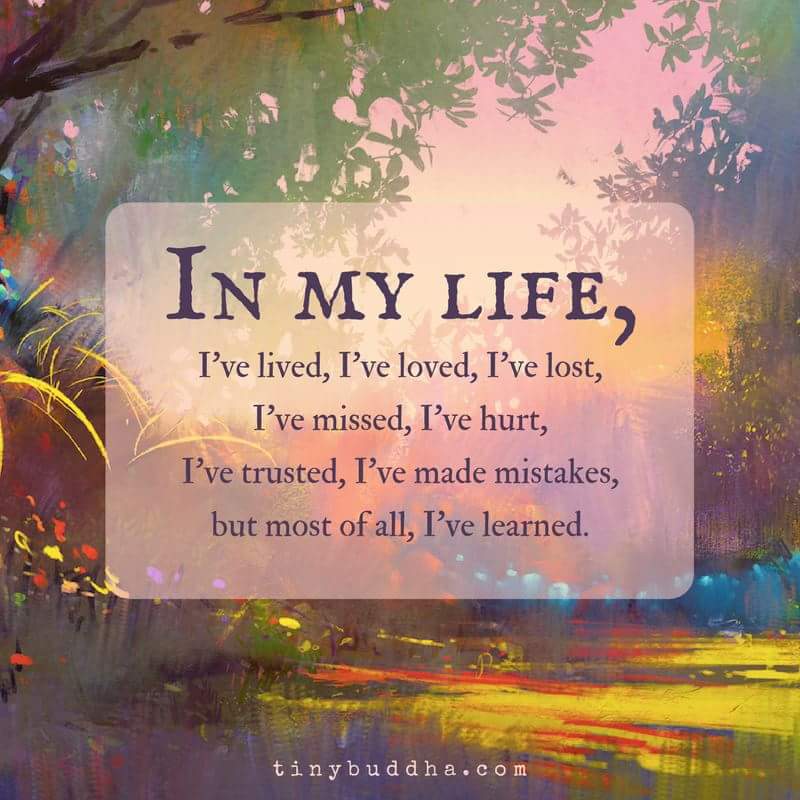 In my life,
I've lived, I've loved, I've lost,
I've missed, I've hurt,
I've trusted, I've made mistakes,
but most of all, I've learned.
tinybuddha.com